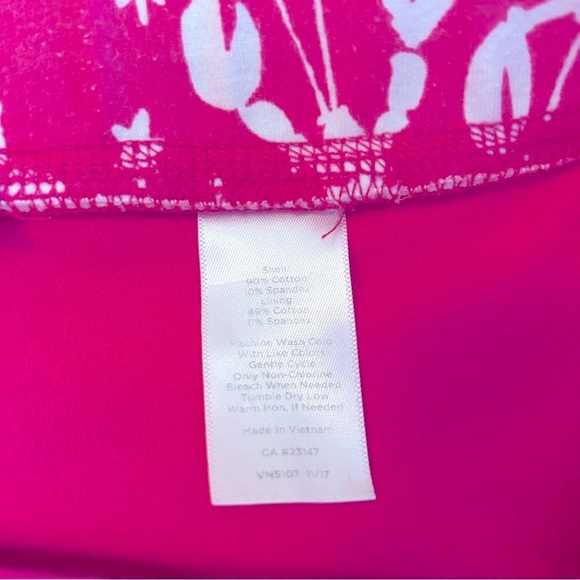 Shell:
90% Cotton
10% Spandex
Lining:
89% Cotton
11% Spandex
Machine Wash Cold
With Like Colors
Gentle Cycle
Only Non-Chlorine
Bleach When Needed
Tumble Dry Low
Warm Iron, If Needed
Made in Vietnam
CA #23147
VN5107 11/17